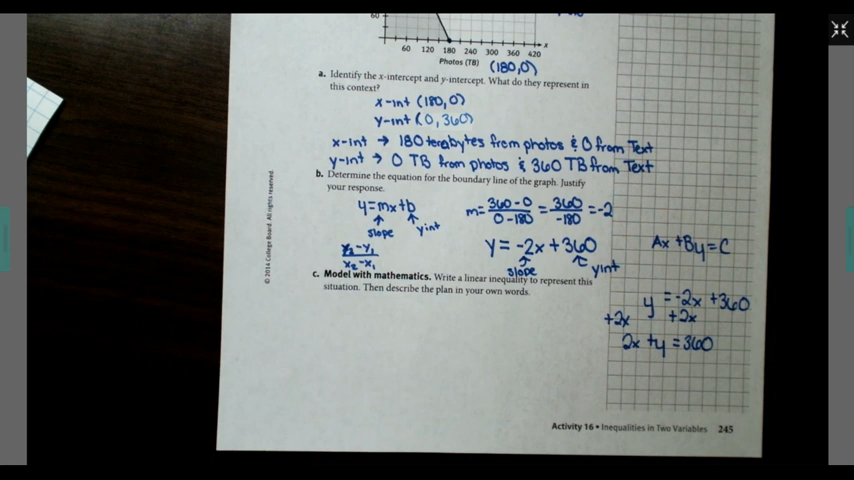 60
60 120 180 240 300 360 420 x
Photos (TB) (180,0)
a. Identify the x-intercept and y-intercept. What do they represent in
this context?
x-int (180,0)
y-int (0,360)
x-int → 180 terabytes from photos & 0 from Text
y-int → 0 TB from photos & 360 TB from Text
b. Determine the equation for the boundary line of the graph. Justify
your response.
y=mx+b
slope yint
y₂-y₁
x₂-x₁
m= 360-0 / 0-180 = 360 / -180 = -2
y = -2x + 360
slope yint
Ax + By = C
y = -2x + 360
+2x +2x
2x + y = 360
c. Model with mathematics. Write a linear inequality to represent this
situation. Then describe the plan in your own words.
© 2014 College Board. All rights reserved.
Activity 16 • Inequalities in Two Variables 245